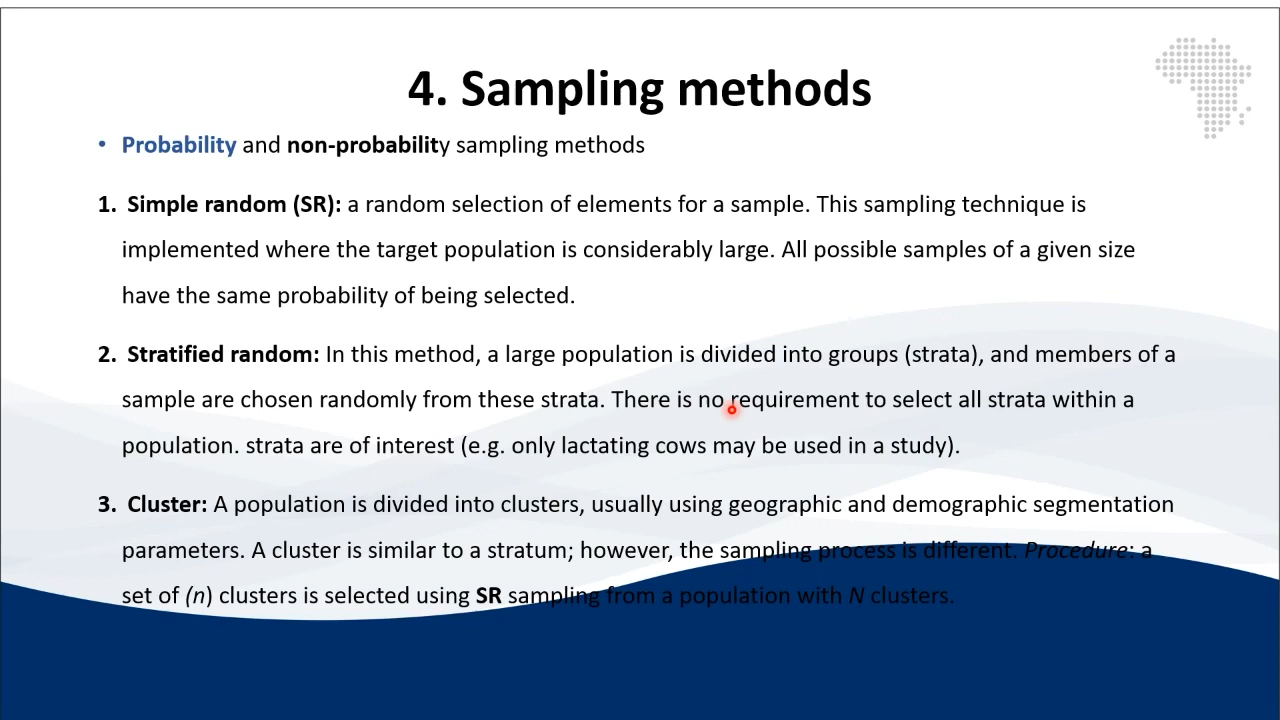 4. Sampling methods
• Probability and non-probability sampling methods
1. Simple random (SR): a random selection of elements for a sample. This sampling technique is
implemented where the target population is considerably large. All possible samples of a given size
have the same probability of being selected.
2. Stratified random: In this method, a large population is divided into groups (strata), and members of a
sample are chosen randomly from these strata. There is no requirement to select all strata within a
population. strata are of interest (e.g. only lactating cows may be used in a study).
3. Cluster: A population is divided into clusters, usually using geographic and demographic segmentation
parameters. A cluster is similar to a stratum; however, the sampling process is different. Procedure: a
set of (n) clusters is selected using SR sampling from a population with N clusters.